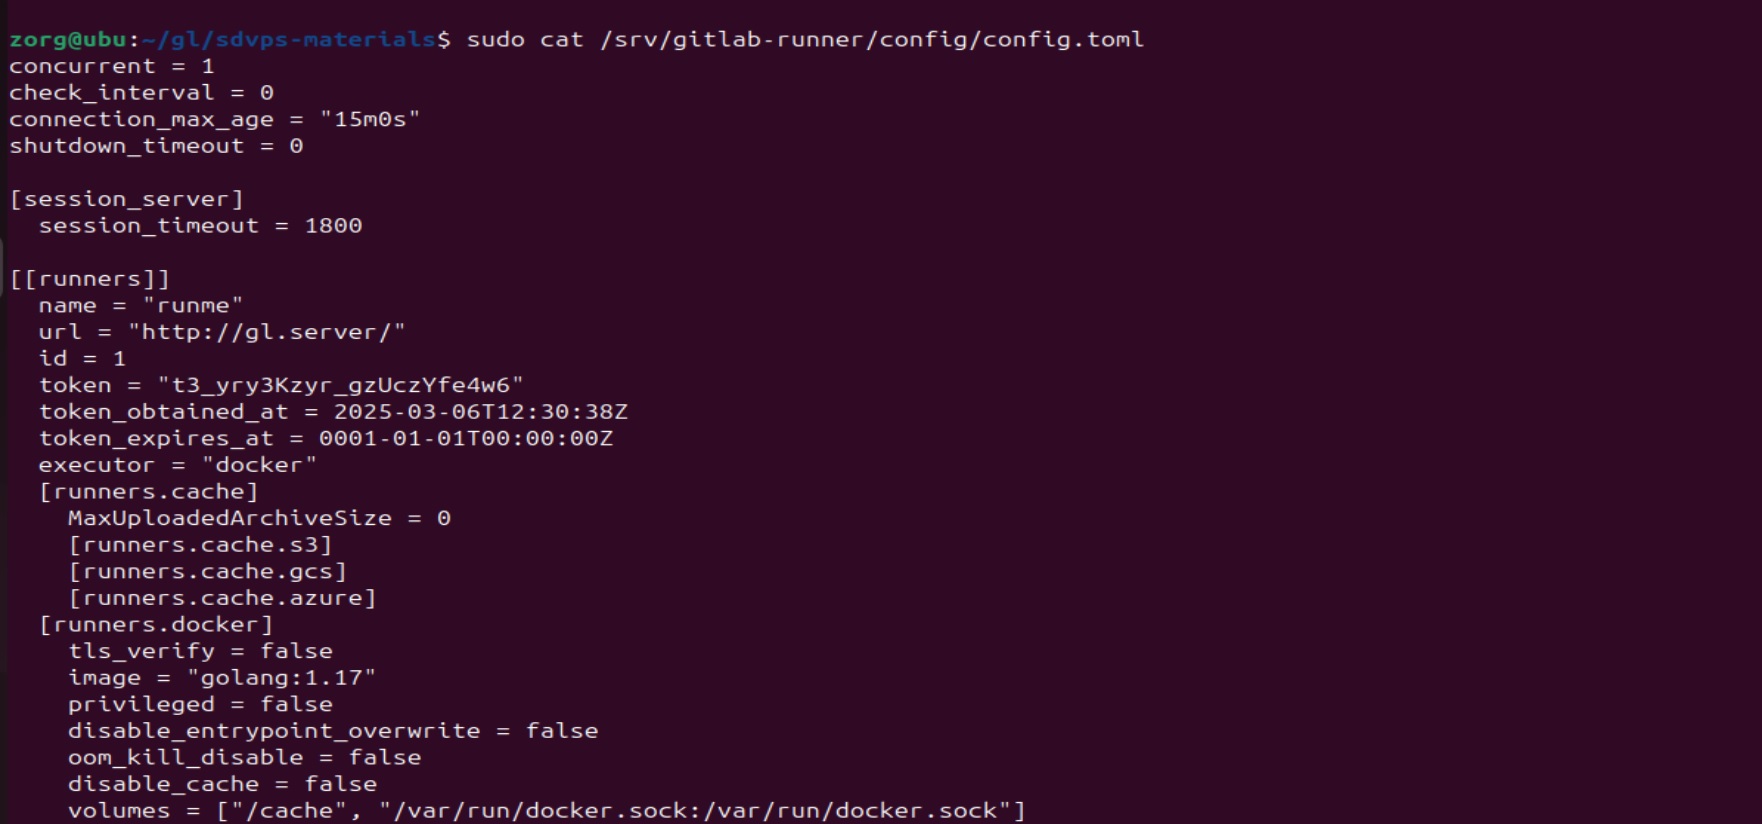 zorg@ubu:~/gl/sdvps-materials$ sudo cat /srv/gitlab-runner/config/config.toml
concurrent = 1
check_interval = 0
connection_max_age = "15m0s"
shutdown_timeout = 0

[session_server]
  session_timeout = 1800

[[runners]]
  name = "runme"
  url = "http://gl.server/"
  id = 1
  token = "t3_yry3Kzyr_gzUczYfe4w6"
  token_obtained_at = 2025-03-06T12:30:38Z
  token_expires_at = 0001-01-01T00:00:00Z
  executor = "docker"
  [runners.cache]
    MaxUploadedArchiveSize = 0
    [runners.cache.s3]
    [runners.cache.gcs]
    [runners.cache.azure]
  [runners.docker]
    tls_verify = false
    image = "golang:1.17"
    privileged = false
    disable_entrypoint_overwrite = false
    oom_kill_disable = false
    disable_cache = false
    volumes = ["/cache", "/var/run/docker.sock:/var/run/docker.sock"]